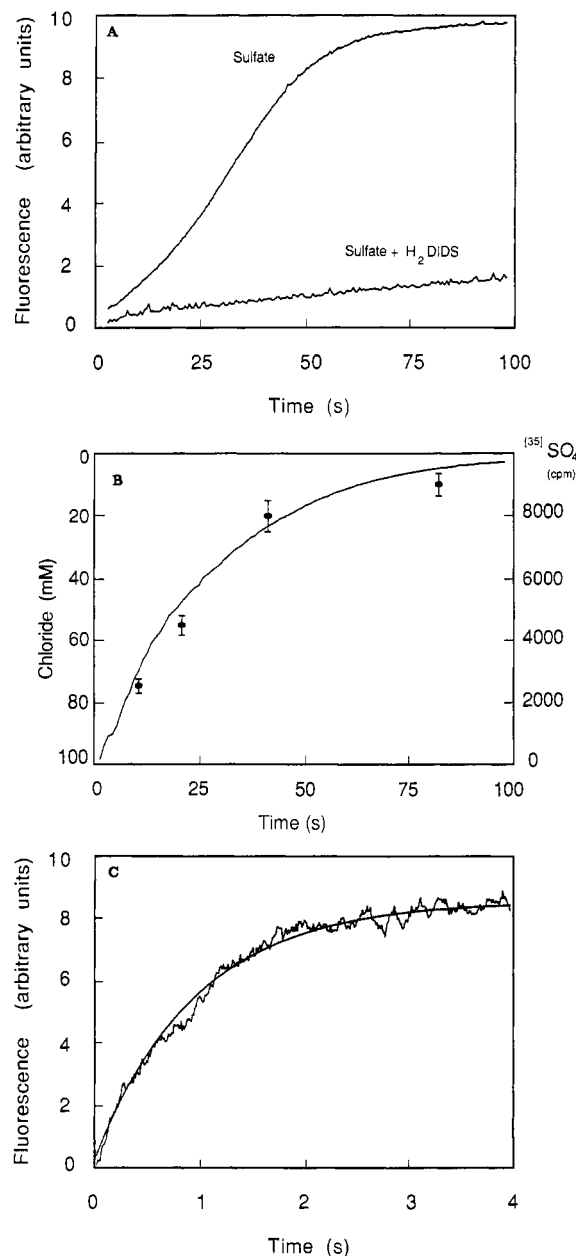 A
Fluorescence (arbitrary units)
10
8
6
4
2
0
Sulfate
Sulfate + H2DIDS
0 25 50 75 100
Time (s)
B
Chloride (mM)
0
20
40
60
80
100
[35] SO4
(cpm)
8000
6000
4000
2000
0
0 25 50 75 100
Time (s)
C
Fluorescence (arbitrary units)
10
8
6
4
2
0
0 1 2 3 4
Time (s)